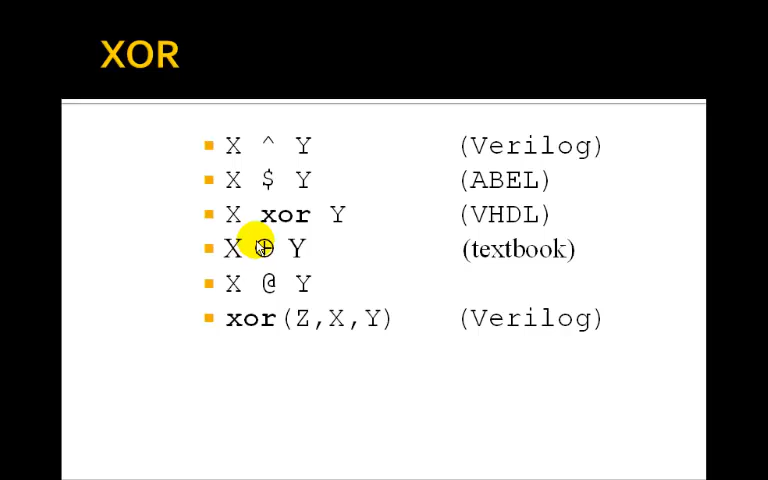 XOR
X ^ Y (Verilog)
X $ Y (ABEL)
X xor Y (VHDL)
X ⊕ Y (textbook)
X @ Y
xor(Z,X,Y) (Verilog)